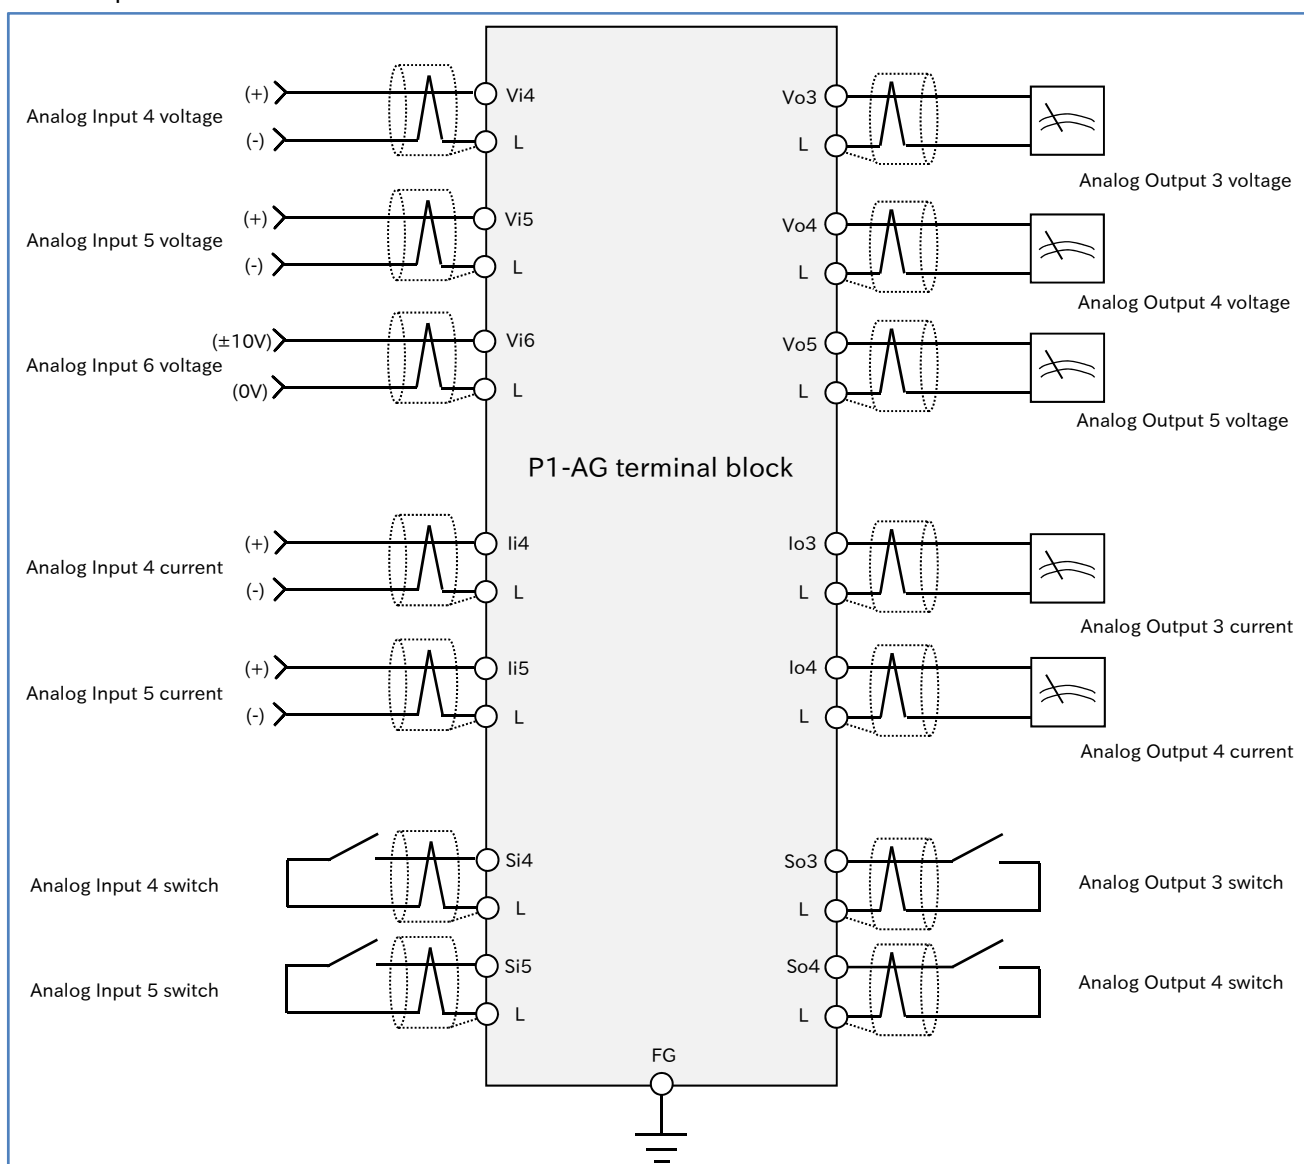 (+)
Vi4
Analog Input 4 voltage
(-)
L
(+)
Vi5
Analog Input 5 voltage
(-)
L
(±10V)
Vi6
Analog Input 6 voltage
(0V)
L
Vo3
L
Analog Output 3 voltage
Vo4
L
Analog Output 4 voltage
Vo5
L
Analog Output 5 voltage
P1-AG terminal block
(+)
Ii4
Analog Input 4 current
(-)
L
(+)
Ii5
Analog Input 5 current
(-)
L
Io3
L
Analog Output 3 current
Io4
L
Analog Output 4 current
Si4
Analog Input 4 switch
L
Si5
Analog Input 5 switch
L
So3
Analog Output 3 switch
L
So4
Analog Output 4 switch
L
FG